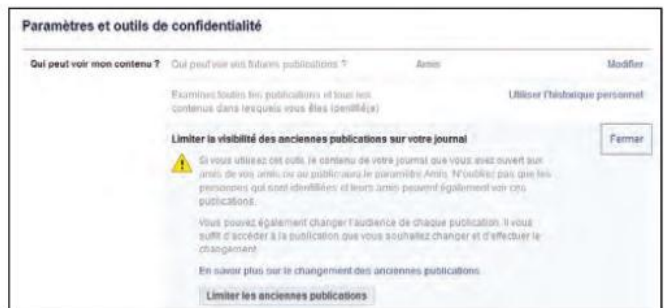 Paramètres et outils de confidentialité
Qui peut voir mon contenu ? Qui peut voir vos futures publications ? Amis Modifier
Examinez toutes les publications et tous les Utiliser l'historique personnel
contenus dans lesquels vous êtes identifié(e)
Limiter la visibilité des anciennes publications sur votre journal Fermer
Si vous utilisez cet outil, le contenu de votre journal que vous avez ouvert aux
amis de vos amis ou au public aura le paramètre Amis. N'oubliez pas que les
personnes qui sont identifiées et leurs amis peuvent également voir ces
publications.
Vous pouvez également changer l'audience de chaque publication. Il vous
suffit d'accéder à la publication que vous souhaitez changer et d'effectuer le
changement.
En savoir plus sur le changement des anciennes publications
Limiter les anciennes publications